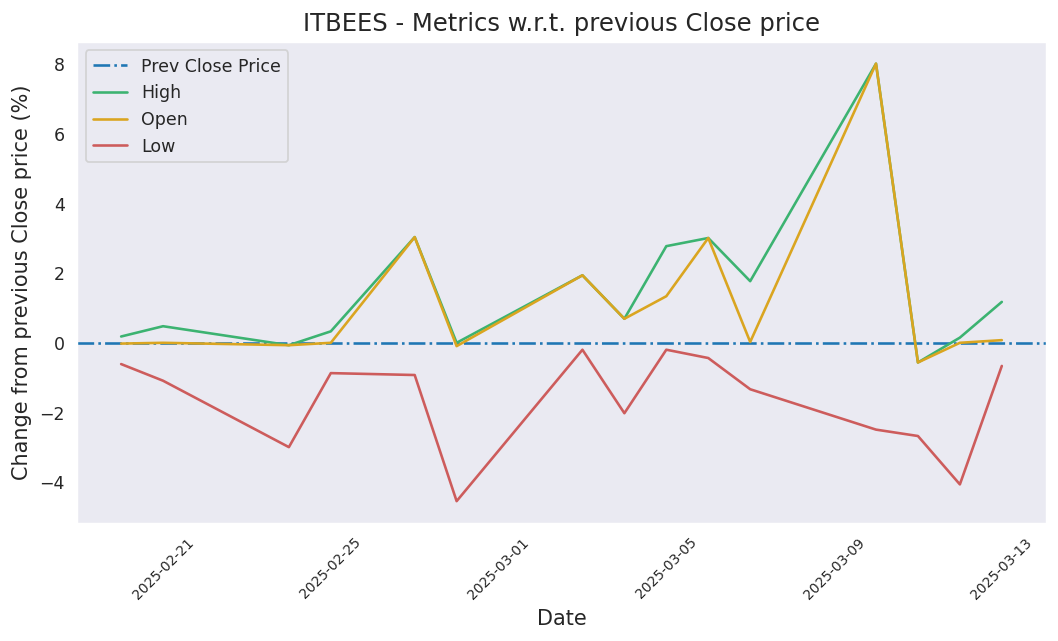 ITBEES - Metrics w.r.t. previous Close price
Change from previous Close price (%)
8
6
4
2
0
−2
−4
Prev Close Price
High
Open
Low
2025-02-21
2025-02-25
2025-03-01
2025-03-05
2025-03-09
2025-03-13
Date